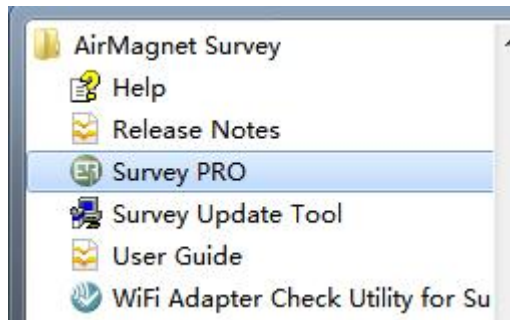 AirMagnet Survey
Help
Release Notes
Survey PRO
Survey Update Tool
User Guide
WiFi Adapter Check Utility for Su